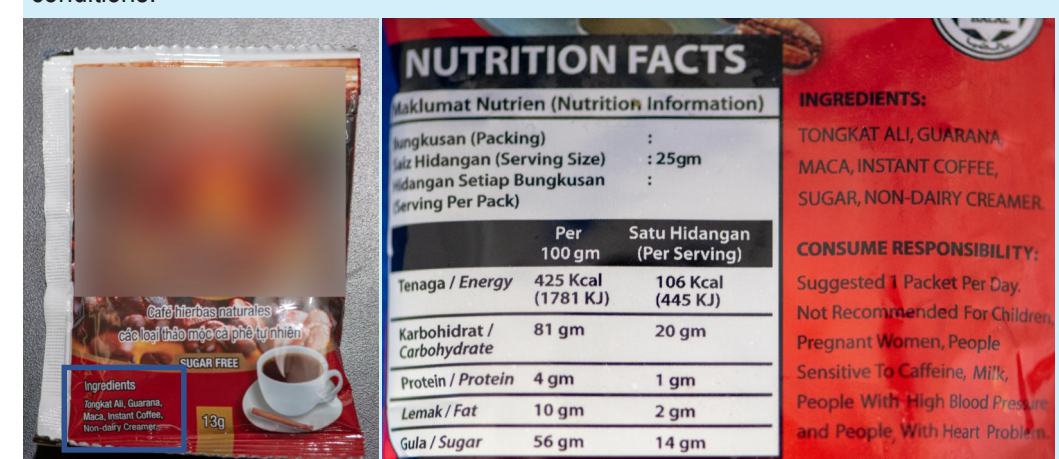 Café hierbas naturales
các loại thảo mộc cà phê tự nhiên
SUGAR FREE
Ingredients
Tongkat Ali, Guarana,
Maca, Instant Coffee,
Non-dairy Creamer.
13g
NUTRITION FACTS
Maklumat Nutrien (Nutrition Information)
Bungkusan (Packing) :
Saiz Hidangan (Serving Size) : 25gm
Hidangan Setiap Bungkusan :
(Serving Per Pack)
Per 100 gm
Satu Hidangan (Per Serving)
Tenaga / Energy 425 Kcal (1781 KJ) 106 Kcal (445 KJ)
Karbohidrat / Carbohydrate 81 gm 20 gm
Protein / Protein 4 gm 1 gm
Lemak / Fat 10 gm 2 gm
Gula / Sugar 56 gm 14 gm
HALAL
INGREDIENTS:
TONGKAT ALI, GUARANA,
MACA, INSTANT COFFEE,
SUGAR, NON-DAIRY CREAMER.
CONSUME RESPONSIBILITY:
Suggested 1 Packet Per Day.
Not Recommended For Children,
Pregnant Women, People
Sensitive To Caffeine, Milk,
People With High Blood Pressure
and People With Heart Problem.